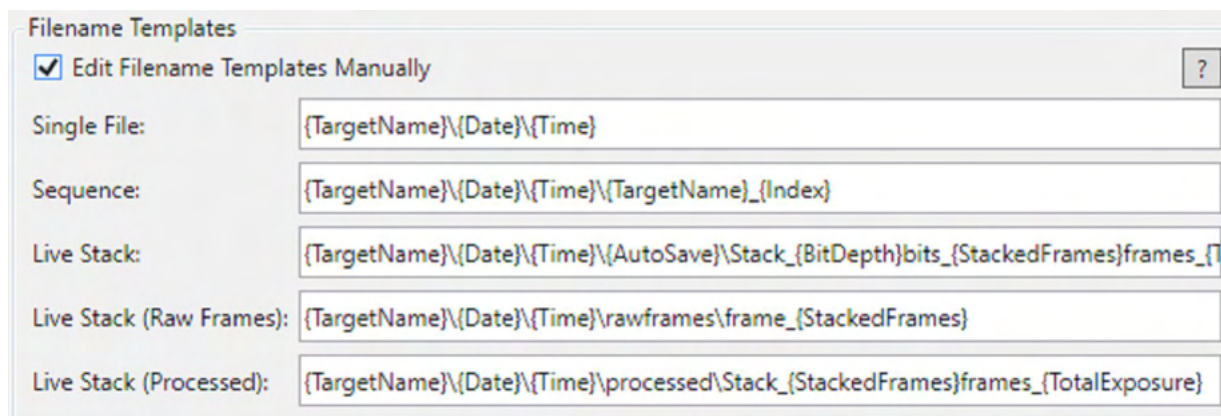 Filename Templates
Edit Filename Templates Manually
?
Single File: {TargetName}\{Date}\{Time}
Sequence: {TargetName}\{Date}\{Time}\{TargetName}_{Index}
Live Stack: {TargetName}\{Date}\{Time}\{AutoSave}\Stack_{BitDepth}bits_{StackedFrames}frames_{T
Live Stack (Raw Frames): {TargetName}\{Date}\{Time}\rawframes\frame_{StackedFrames}
Live Stack (Processed): {TargetName}\{Date}\{Time}\processed\Stack_{StackedFrames}frames_{TotalExposure}